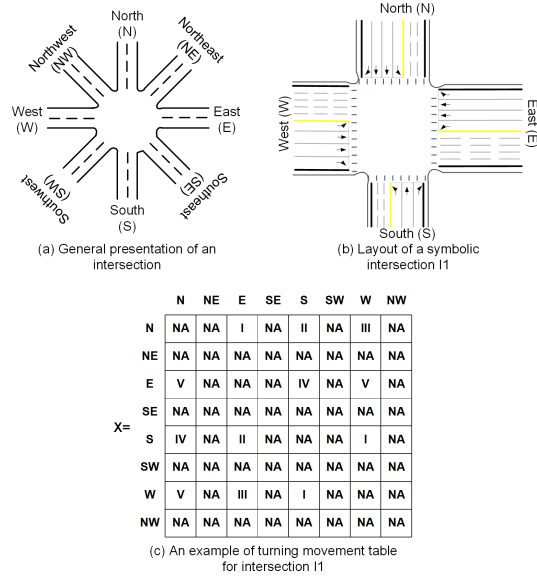 North
(N)
Northwest
(NW)
Northeast
(NE)
West
(W)
East
(E)
Southwest
(SW)
Southeast
(SE)
South
(S)
(a) General presentation of an
intersection
North (N)
West (W)
East (E)
South (S)
(b) Layout of a symbolic
intersection I1
N NE E SE S SW W NW
N NA NA I NA II NA III NA
NE NA NA NA NA NA NA NA NA
E V NA NA NA IV NA V NA
SE NA NA NA NA NA NA NA NA
X=
S IV NA II NA NA NA I NA
SW NA NA NA NA NA NA NA NA
W V NA III NA I NA NA NA
NW NA NA NA NA NA NA NA NA
(c) An example of turning movement table
for intersection I1